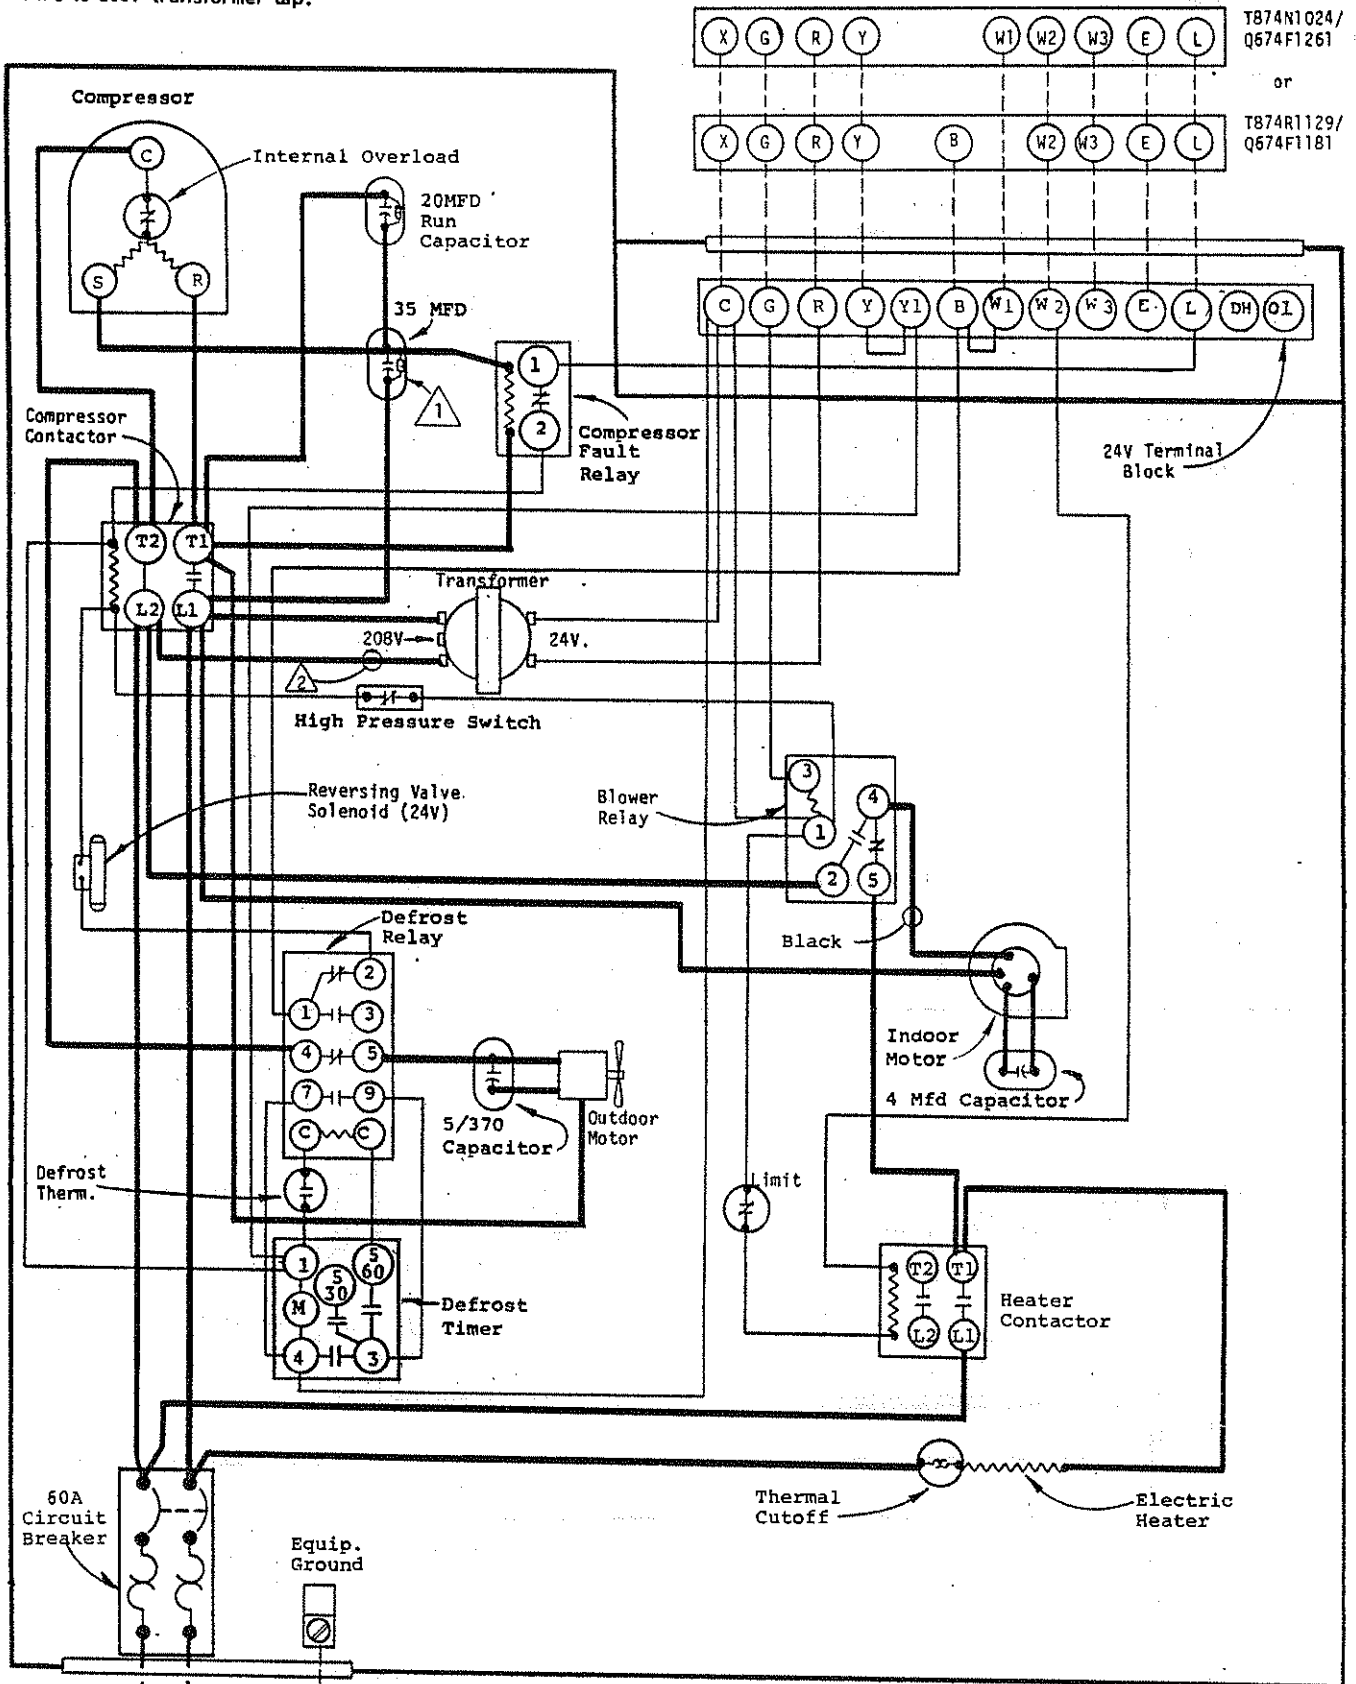 X G R Y W1 W2 W3 E L
T874N1024/
Q674F1261
or
X G R Y B W2 W3 E L
T874R1129/
Q674F1181
Compressor
C
Internal Overload
S
R
20MFD
Run
Capacitor
35 MFD
1
C G R Y Y1 B W1 W2 W3 E L DH O1
24V Terminal
Block
1
2
Compressor
Fault
Relay
Compressor
Contactor
T2 T1
L2 L1
Transformer
208V
24V.
2
High Pressure Switch
Reversing Valve
Solenoid (24V)
Blower
Relay
3
4
1
2
5
Black
Defrost
Relay
2
1
3
4
5
7
9
C
C
5/370
Capacitor
Outdoor
Motor
Indoor
Motor
4 Mfd Capacitor
Defrost
Therm.
Limit
1
S
30
S
60
M
4
3
Defrost
Timer
T2 T1
L2 L1
Heater
Contactor
60A
Circuit
Breaker
Equip.
Ground
Thermal
Cutoff
Electric
Heater